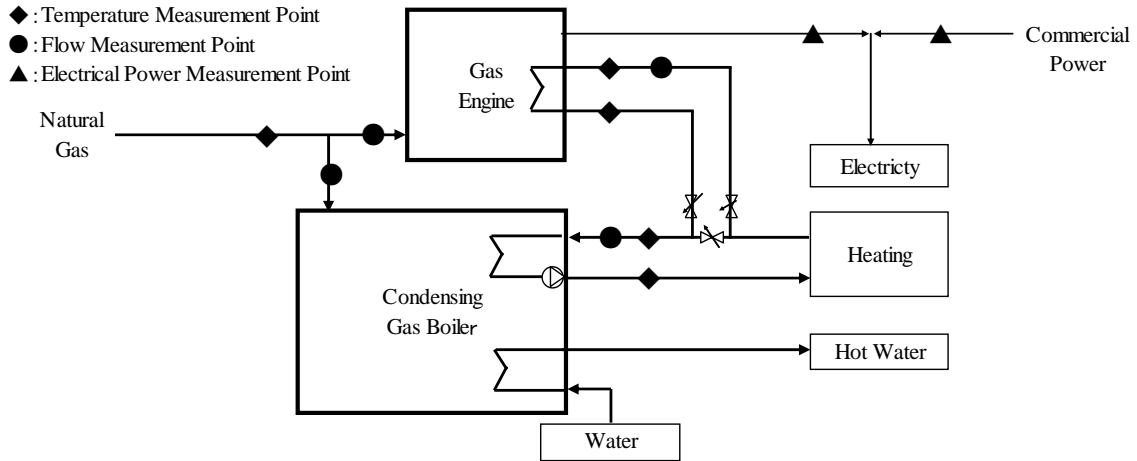 ◆ : Temperature Measurement Point
● : Flow Measurement Point
▲ : Electrical Power Measurement Point
Commercial
Power
Gas
Engine
Natural
Gas
Electricty
Heating
Condensing
Gas Boiler
Hot Water
Water